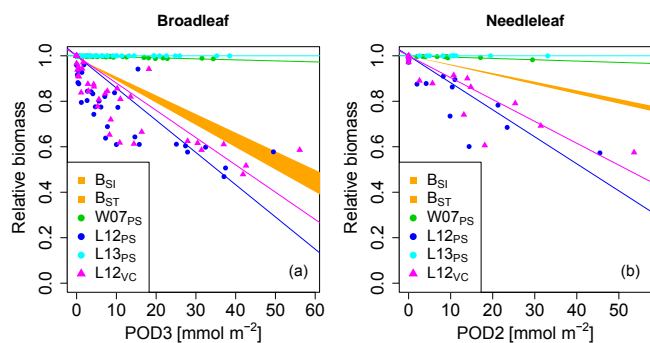 Broadleaf
Relative biomass
1.0
0.8
0.6
0.4
0.2
0.0
B_SI
B_ST
W07_PS
L12_PS
L13_PS
L12_VC
(a)
0 10 20 30 40 50 60
POD3 [mmol m⁻²]
Needleleaf
Relative biomass
1.0
0.8
0.6
0.4
0.2
0.0
B_SI
B_ST
W07_PS
L12_PS
L13_PS
L12_VC
(b)
0 10 20 30 40 50
POD2 [mmol m⁻²]